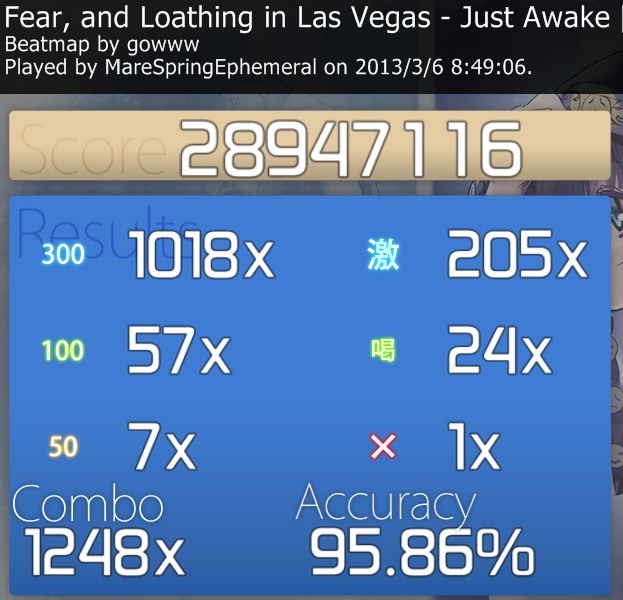 Fear, and Loathing in Las Vegas - Just Awake
Beatmap by gowww
Played by MareSpringEphemeral on 2013/3/6 8:49:06.
Score 28947116
Results
300 1018x 激 205x
100 57x 喝 24x
50 7x 1x
Combo Accuracy
1248x 95.86%